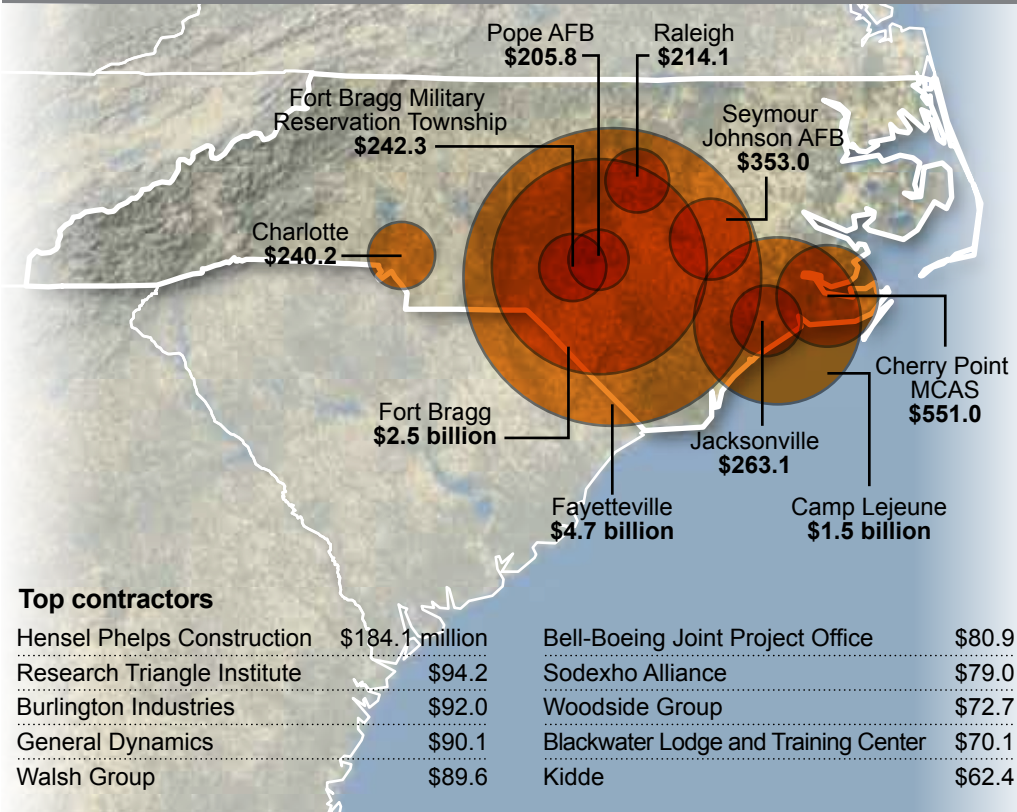 Pope AFB
$205.8
Raleigh
$214.1
Fort Bragg Military
Reservation Township
$242.3
Seymour
Johnson AFB
$353.0
Charlotte
$240.2
Cherry Point
MCAS
$551.0
Fort Bragg
$2.5 billion
Jacksonville
$263.1
Fayetteville
$4.7 billion
Camp Lejeune
$1.5 billion
Top contractors
Hensel Phelps Construction $184.1 million
Research Triangle Institute $94.2
Burlington Industries $92.0
General Dynamics $90.1
Walsh Group $89.6
Bell-Boeing Joint Project Office $80.9
Sodexho Alliance $79.0
Woodside Group $72.7
Blackwater Lodge and Training Center $70.1
Kidde $62.4